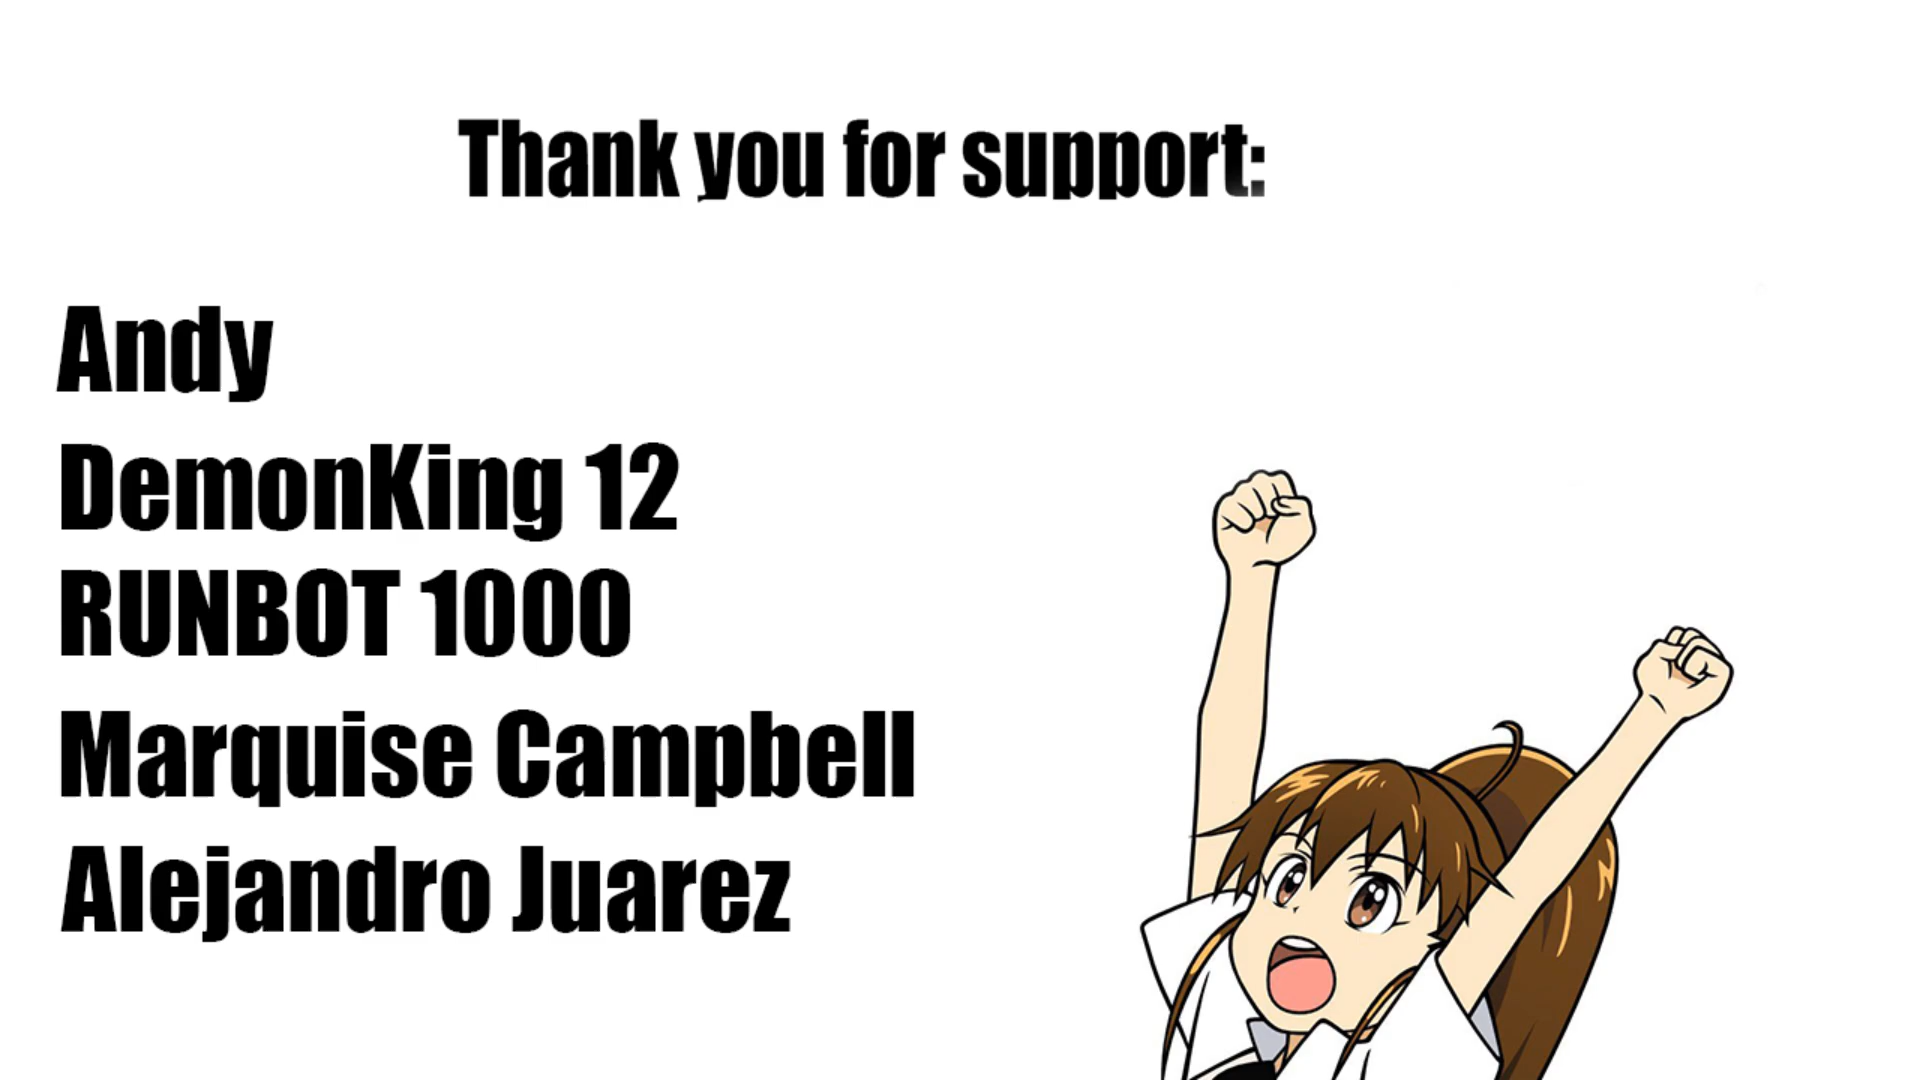 Thank you for support:
Andy
DemonKing 12
RUNBOT 1000
Marquise Campbell
Alejandro Juarez